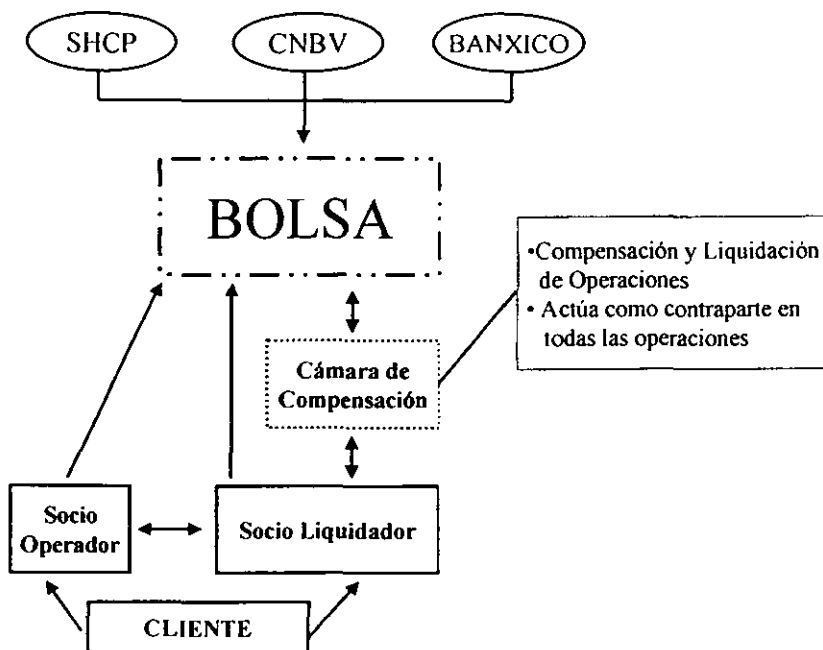 SHCP
CNBV
BANXICO
BOLSA
•Compensación y Liquidación
de Operaciones
• Actúa como contraparte en
todas las operaciones
Cámara de
Compensación
Socio
Operador
Socio Liquidador
CLIENTE